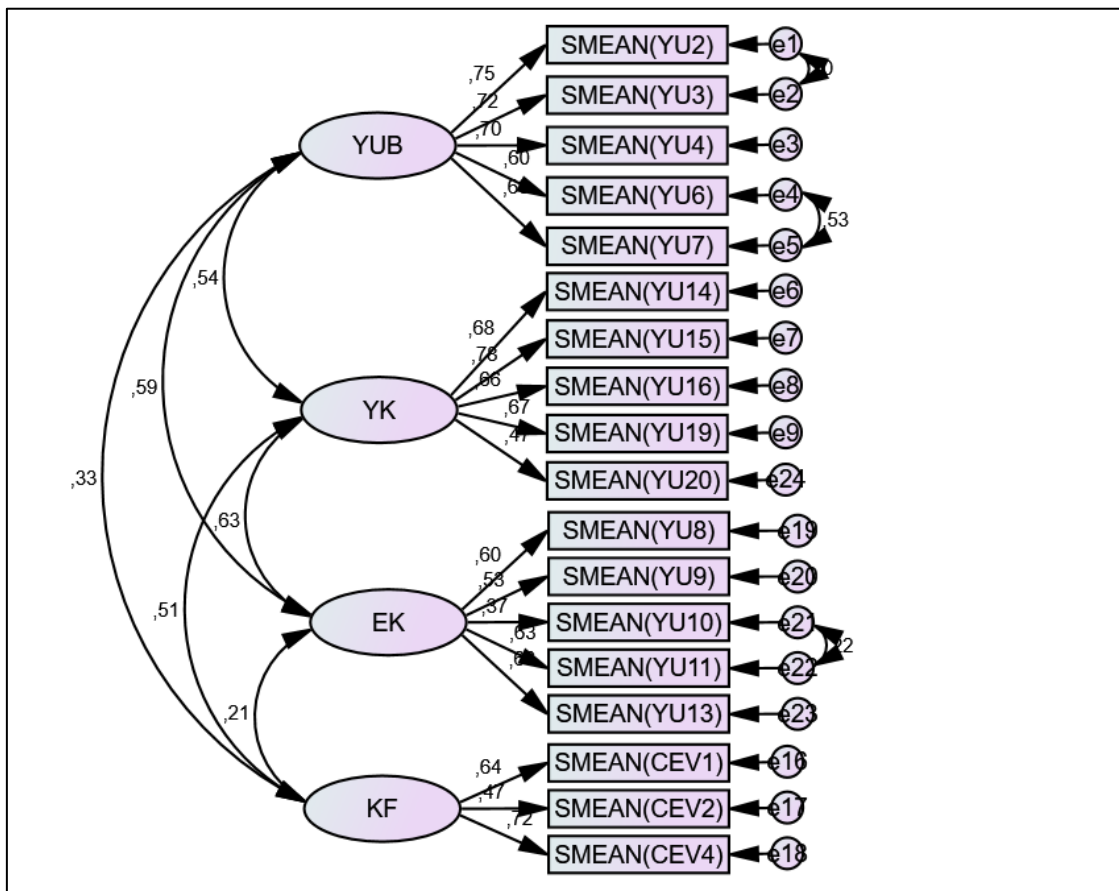 SMEAN(YU2)
e1
,75
SMEAN(YU3)
e2
,72
,70
YUB
SMEAN(YU4)
e3
,60
SMEAN(YU6)
e4
,53
SMEAN(YU7)
e5
,54
SMEAN(YU14)
e6
,68
SMEAN(YU15)
e7
,78
,66
,59
SMEAN(YU16)
e8
YK
,67
SMEAN(YU19)
e9
,47
,33
SMEAN(YU20)
e24
,63
SMEAN(YU8)
e19
,60
SMEAN(YU9)
e20
,53
,37
,51
EK
SMEAN(YU10)
e21
,63
SMEAN(YU11)
e22
SMEAN(YU13)
e23
,21
SMEAN(CEV1)
e16
,64
,47
KF
SMEAN(CEV2)
e17
,72
SMEAN(CEV4)
e18